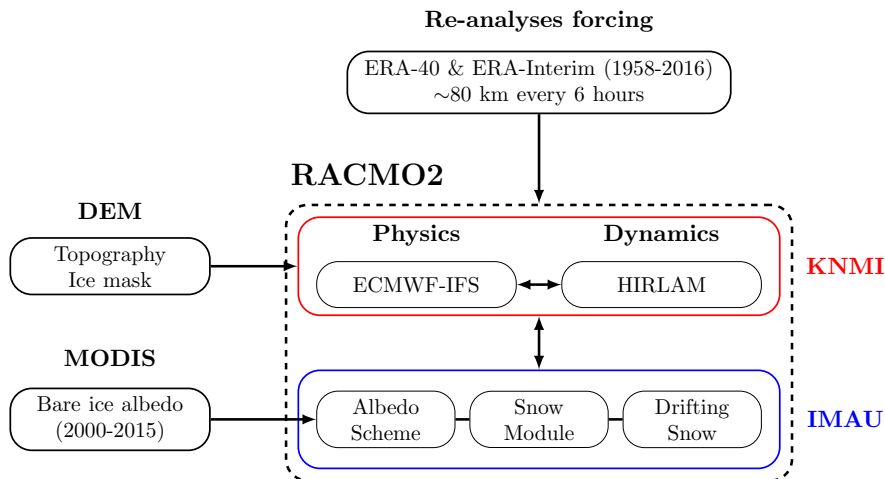 Re-analyses forcing
ERA-40 & ERA-Interim (1958-2016)
~80 km every 6 hours
RACMO2
DEM
Topography
Ice mask
Physics
Dynamics
ECMWF-IFS
HIRLAM
KNMI
MODIS
Bare ice albedo
(2000-2015)
Albedo
Scheme
Snow
Module
Drifting
Snow
IMAU